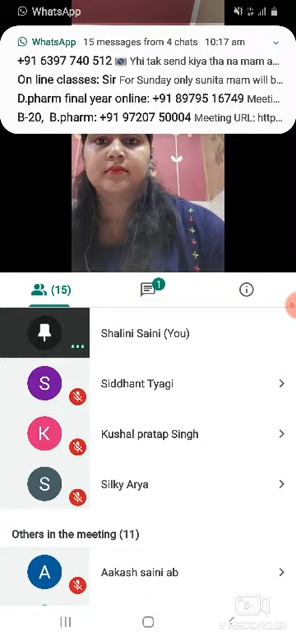 WhatsApp
WhatsApp 15 messages from 4 chats 10:17 am
+91 6397 740 512 📷 Yhi tak send kiya tha na mam a...
On line classes: Sir For Sunday only sunita mam will b...
D.pharm final year online: +91 89795 16749 Meeti...
B-20, B.pharm: +91 97207 50004 Meeting URL: http...
(15)
1
Shalini Saini (You)
S
Siddhant Tyagi
K
Kushal pratap Singh
S
Silky Arya
Others in the meeting (11)
A
Aakash saini ab
V RECORDER